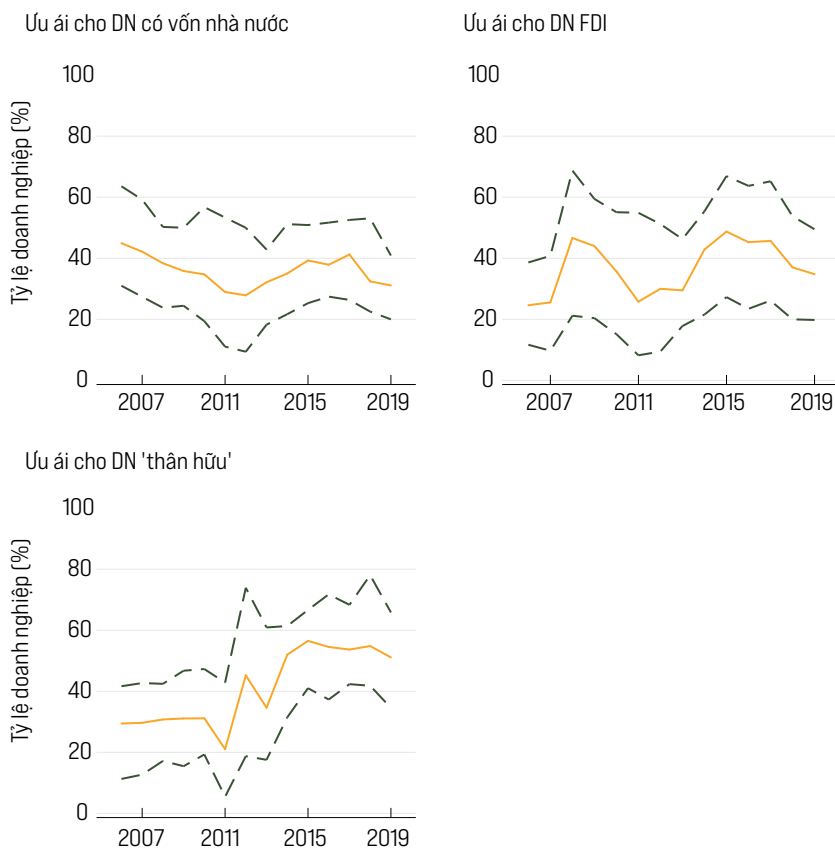 Ưu ái cho DN có vốn nhà nước
Tỷ lệ doanh nghiệp (%)
100
80
60
40
20
0
2007 2011 2015 2019
Ưu ái cho DN FDI
100
80
60
40
20
0
2007 2011 2015 2019
Ưu ái cho DN 'thân hữu'
Tỷ lệ doanh nghiệp (%)
100
80
60
40
20
0
2007 2011 2015 2019